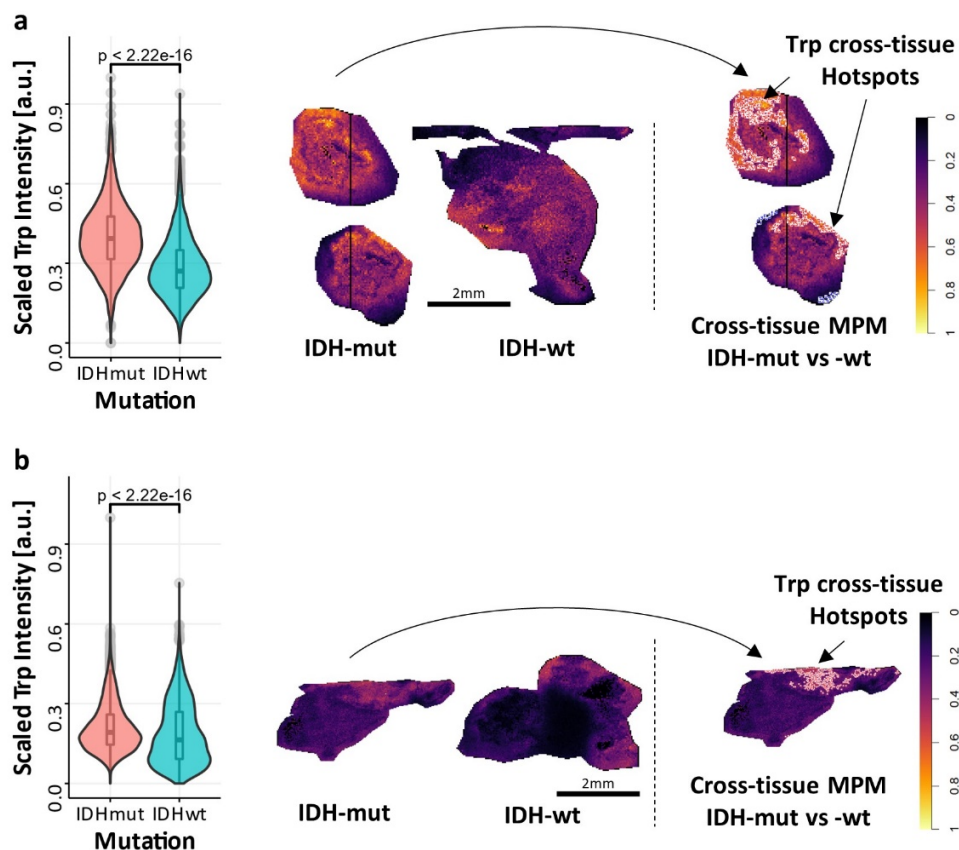 a
p < 2.22e-16
Scaled Trp Intensity [a.u.]
0.9
0.6
0.3
0.0
IDHmut IDHwt
Mutation
IDH-mut
2mm
IDH-wt
Trp cross-tissue
Hotspots
Cross-tissue MPM
IDH-mut vs -wt
0
0.2
0.4
0.6
0.8
1
b
p < 2.22e-16
Scaled Trp Intensity [a.u.]
0.9
0.6
0.3
0.0
IDHmut IDHwt
Mutation
IDH-mut
IDH-wt
2mm
Trp cross-tissue
Hotspots
Cross-tissue MPM
IDH-mut vs -wt
0
0.2
0.4
0.6
0.8
1